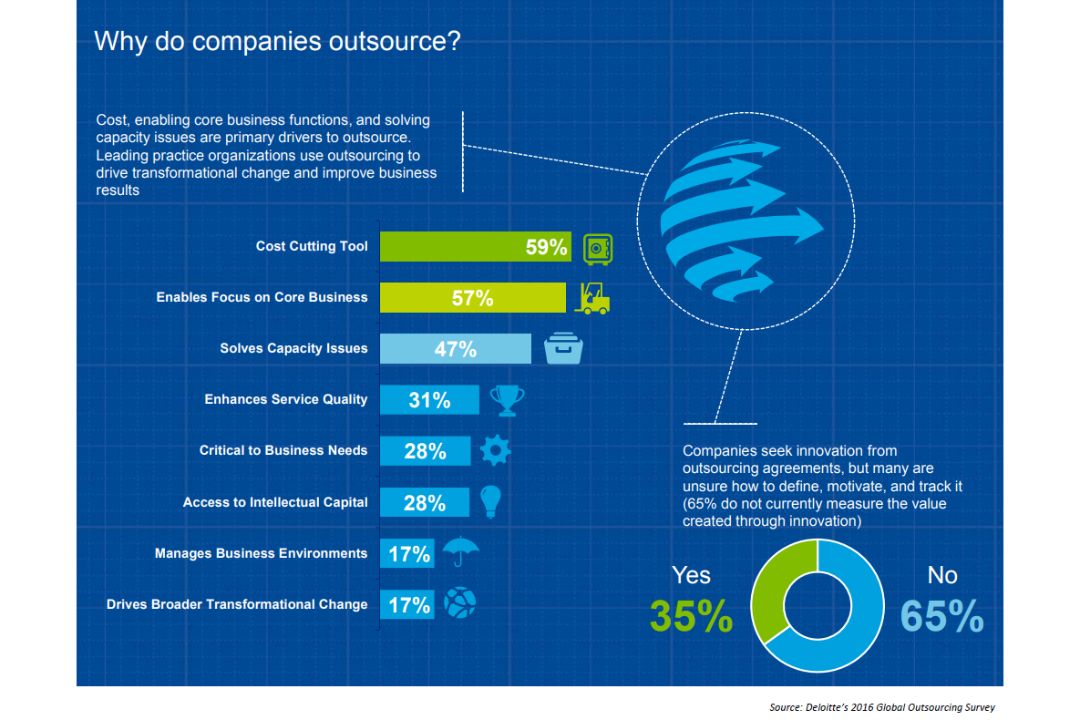 Why do companies outsource?
Cost, enabling core business functions, and solving
capacity issues are primary drivers to outsource.
Leading practice organizations use outsourcing to
drive transformational change and improve business
results
Cost Cutting Tool 59%
Enables Focus on Core Business 57%
Solves Capacity Issues 47%
Enhances Service Quality 31%
Critical to Business Needs 28%
Access to Intellectual Capital 28%
Manages Business Environments 17%
Drives Broader Transformational Change 17%
Companies seek innovation from
outsourcing agreements, but many are
unsure how to define, motivate, and track it
(65% do not currently measure the value
created through innovation)
Yes
35%
No
65%
Source: Deloitte's 2016 Global Outsourcing Survey